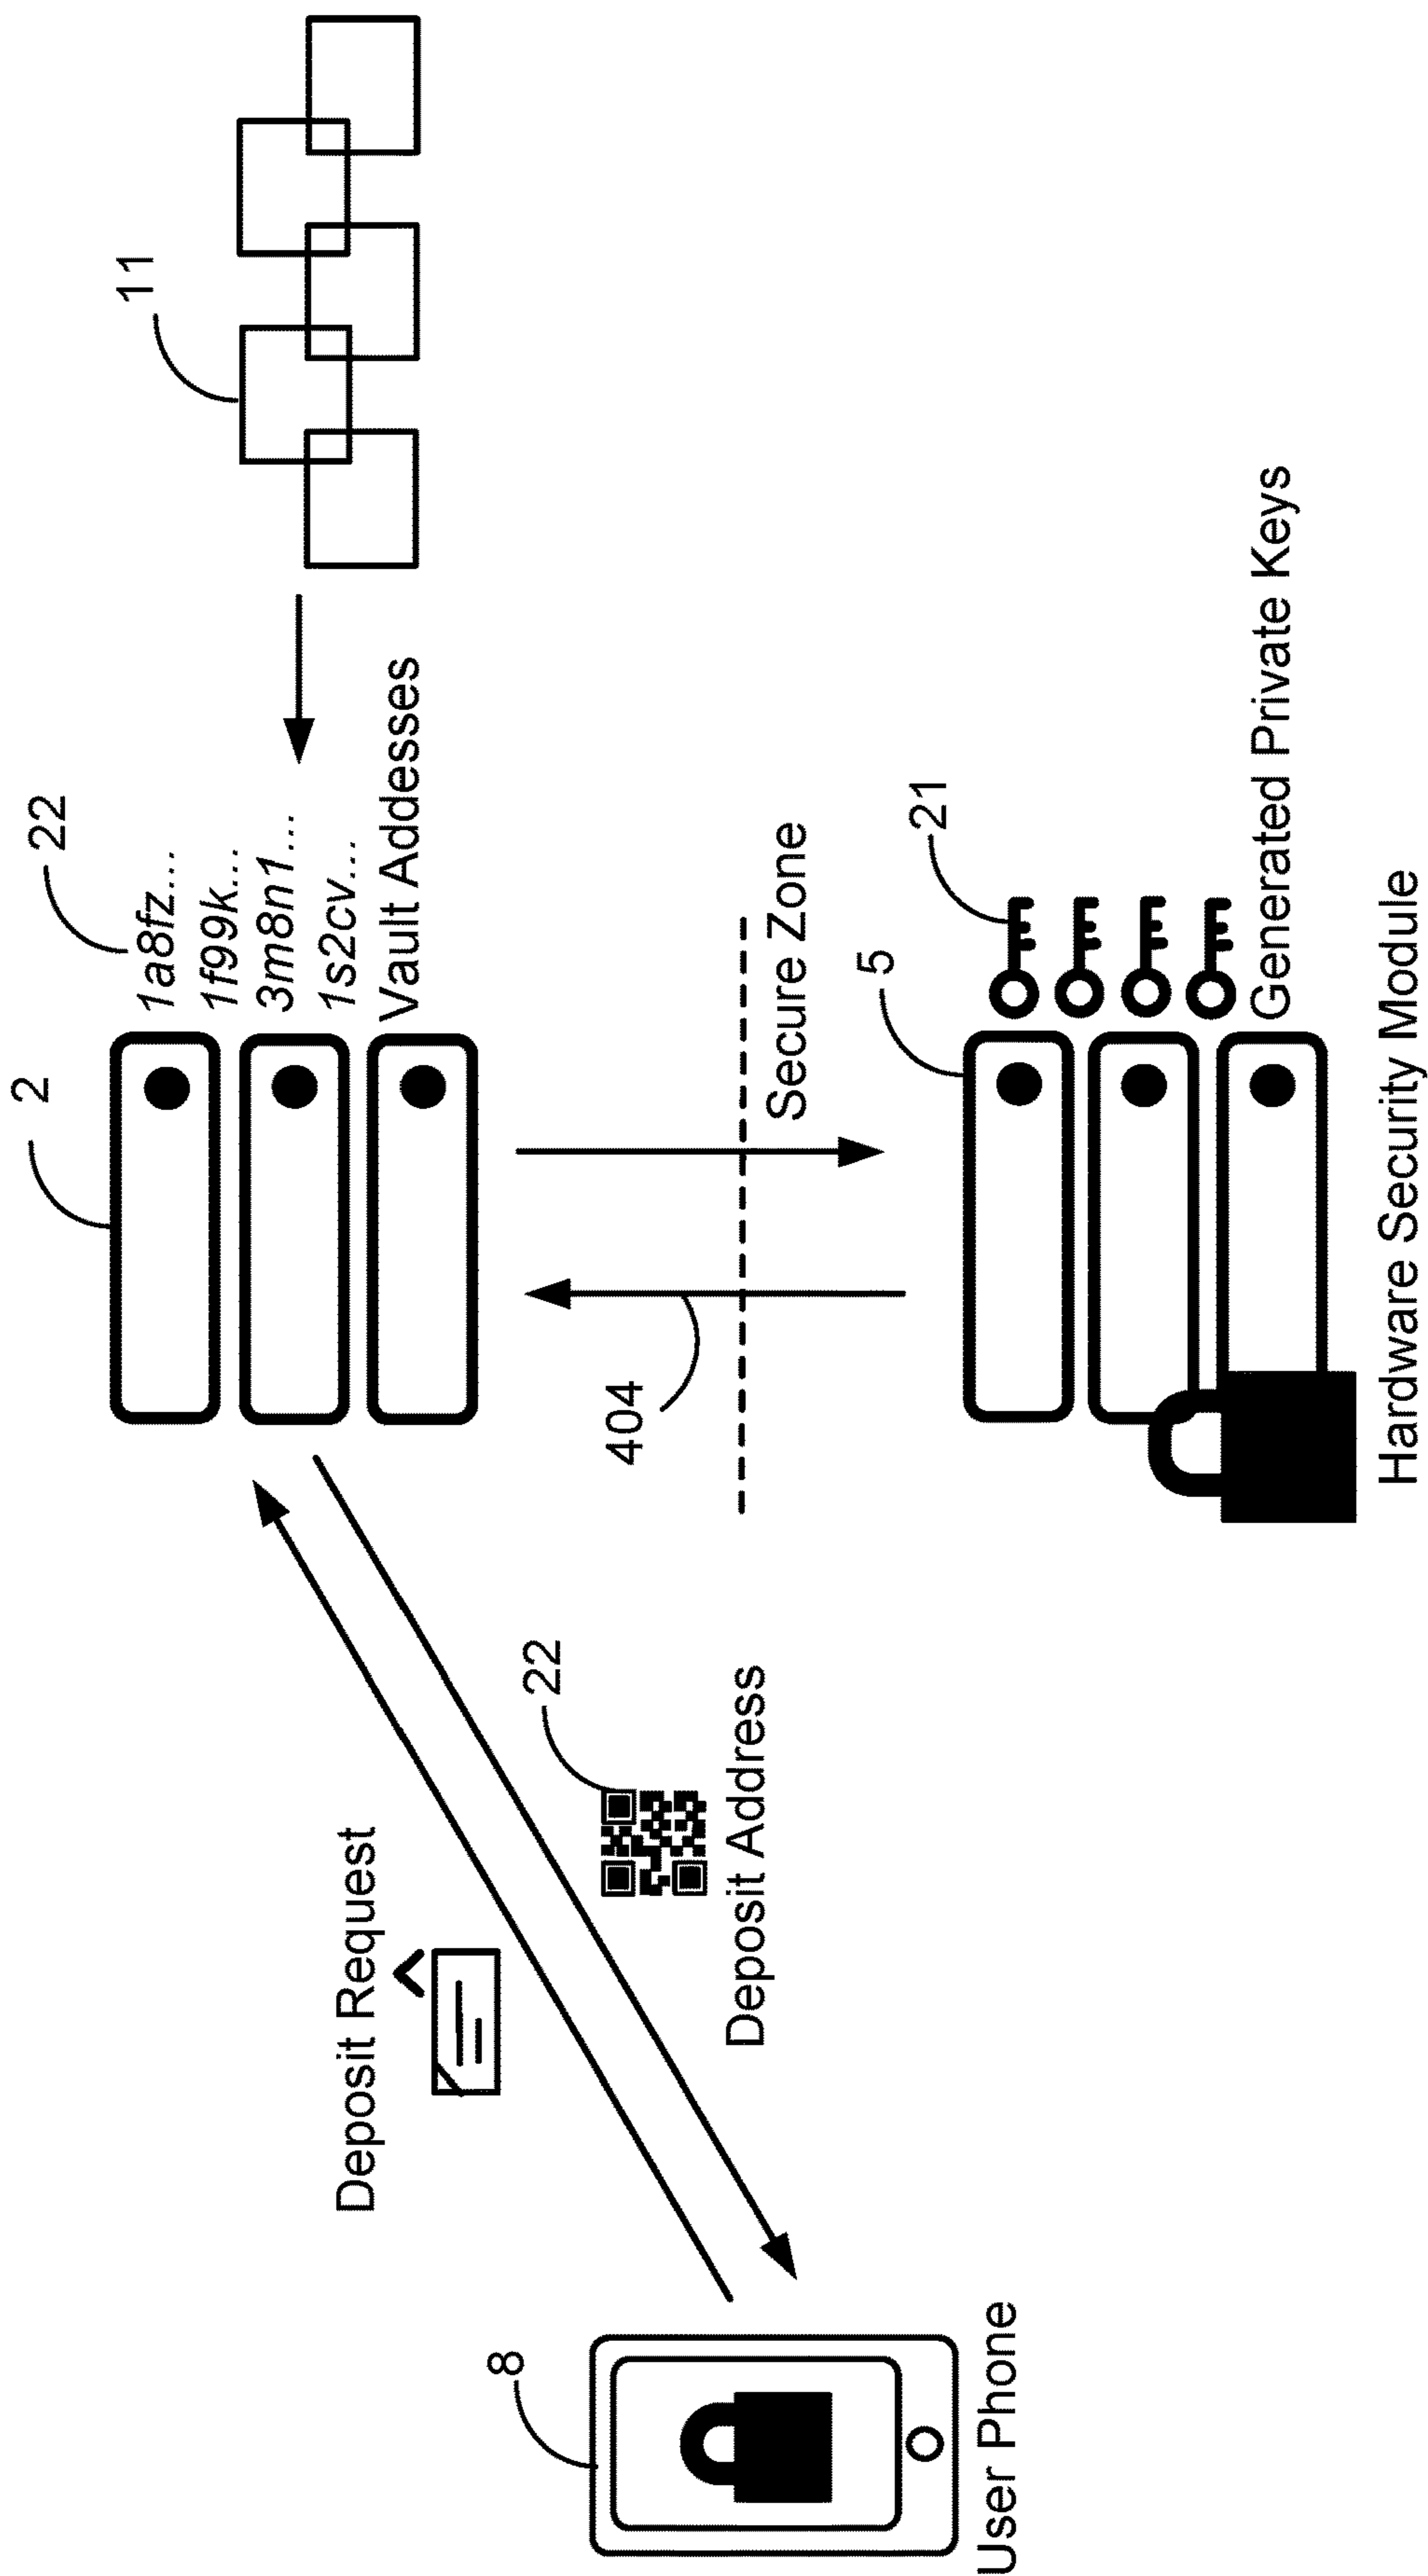 11
22
2
1a8fz...
1f99k...
3m8n1...
1s2cv...
Vault Addesses
Deposit Request
8
22
404
Secure Zone
Deposit Address
5
21
User Phone
Generated Private Keys
Hardware Security Module